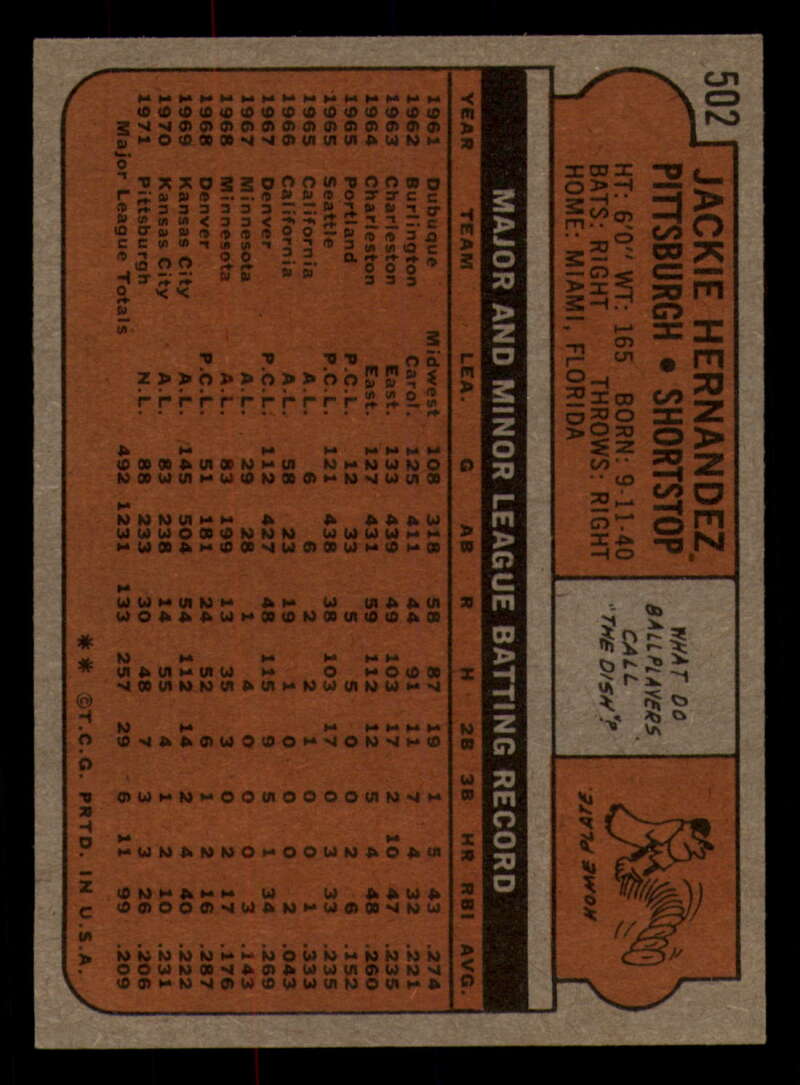 502
JACKIE HERNANDEZ
PITTSBURGH • SHORTSTOP
HT: 6'0" WT: 165 BORN: 9-11-40
BATS: RIGHT THROWS: RIGHT
HOME: MIAMI, FLORIDA
WHAT DO
BALLPLAYERS
CALL
"THE DISH"?
HOME PLATE.
MAJOR AND MINOR LEAGUE BATTING RECORD
YEAR TEAM LEA. G AB R H 2B 3B HR RBI AVG.
1961 Dubuque Midwest 108 318 58 87 19 1 5 43 .274
1962 Burlington Carol. 125 411 44 91 11 7 4 32 .221
1963 Charleston East. 133 439 49 103 17 2 10 47 .235
1964 Charleston East. 127 431 59 112 12 5 4 48 .260
1965 Portland P.C.L. 12 33 5 5 0 0 2 6 .152
1965 Seattle P.C.L. 121 438 38 103 17 2 3 33 .235
1965 California A.L. 6 6 2 2 1 0 0 1 .333
1966 California A.L. 58 23 19 1 0 0 0 2 .043
1967 Denver P.C.L. 112 427 48 115 9 5 1 34 .269
1967 Minnesota A.L. 29 28 1 4 0 0 0 3 .143
1968 Minnesota A.L. 83 199 13 35 3 0 2 17 .176
1968 Denver P.C.L. 51 181 24 52 6 1 2 16 .287
1969 Kansas City A.L. 145 504 54 112 14 2 4 40 .222
1970 Kansas City A.L. 83 238 14 55 4 1 2 10 .231
1971 Pittsburgh N.L. 88 233 30 48 7 3 3 26 .206
Major League Totals 492 1231 133 257 29 6 11 99 .209
** ©T.C.G. PRTD. IN U.S.A.